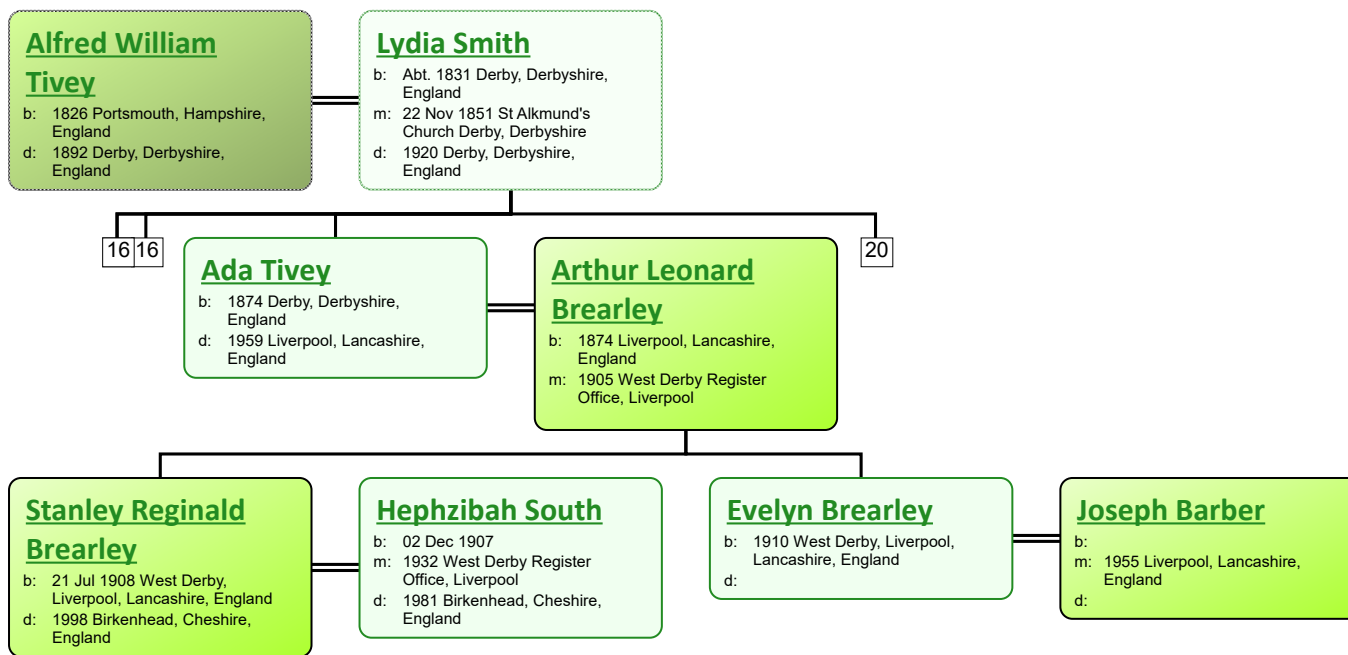 Alfred William
Tivey
b: 1826 Portsmouth, Hampshire,
England
d: 1892 Derby, Derbyshire,
England
Lydia Smith
b: Abt. 1831 Derby, Derbyshire,
England
m: 22 Nov 1851 St Alkmund's
Church Derby, Derbyshire
d: 1920 Derby, Derbyshire,
England
16
16
20
Ada Tivey
b: 1874 Derby, Derbyshire,
England
d: 1959 Liverpool, Lancashire,
England
Arthur Leonard
Brearley
b: 1874 Liverpool, Lancashire,
England
m: 1905 West Derby Register
Office, Liverpool
Stanley Reginald
Brearley
b: 21 Jul 1908 West Derby,
Liverpool, Lancashire, England
d: 1998 Birkenhead, Cheshire,
England
Hephzibah South
b: 02 Dec 1907
m: 1932 West Derby Register
Office, Liverpool
d: 1981 Birkenhead, Cheshire,
England
Evelyn Brearley
b: 1910 West Derby, Liverpool,
Lancashire, England
d:
Joseph Barber
b:
m: 1955 Liverpool, Lancashire,
England
d: